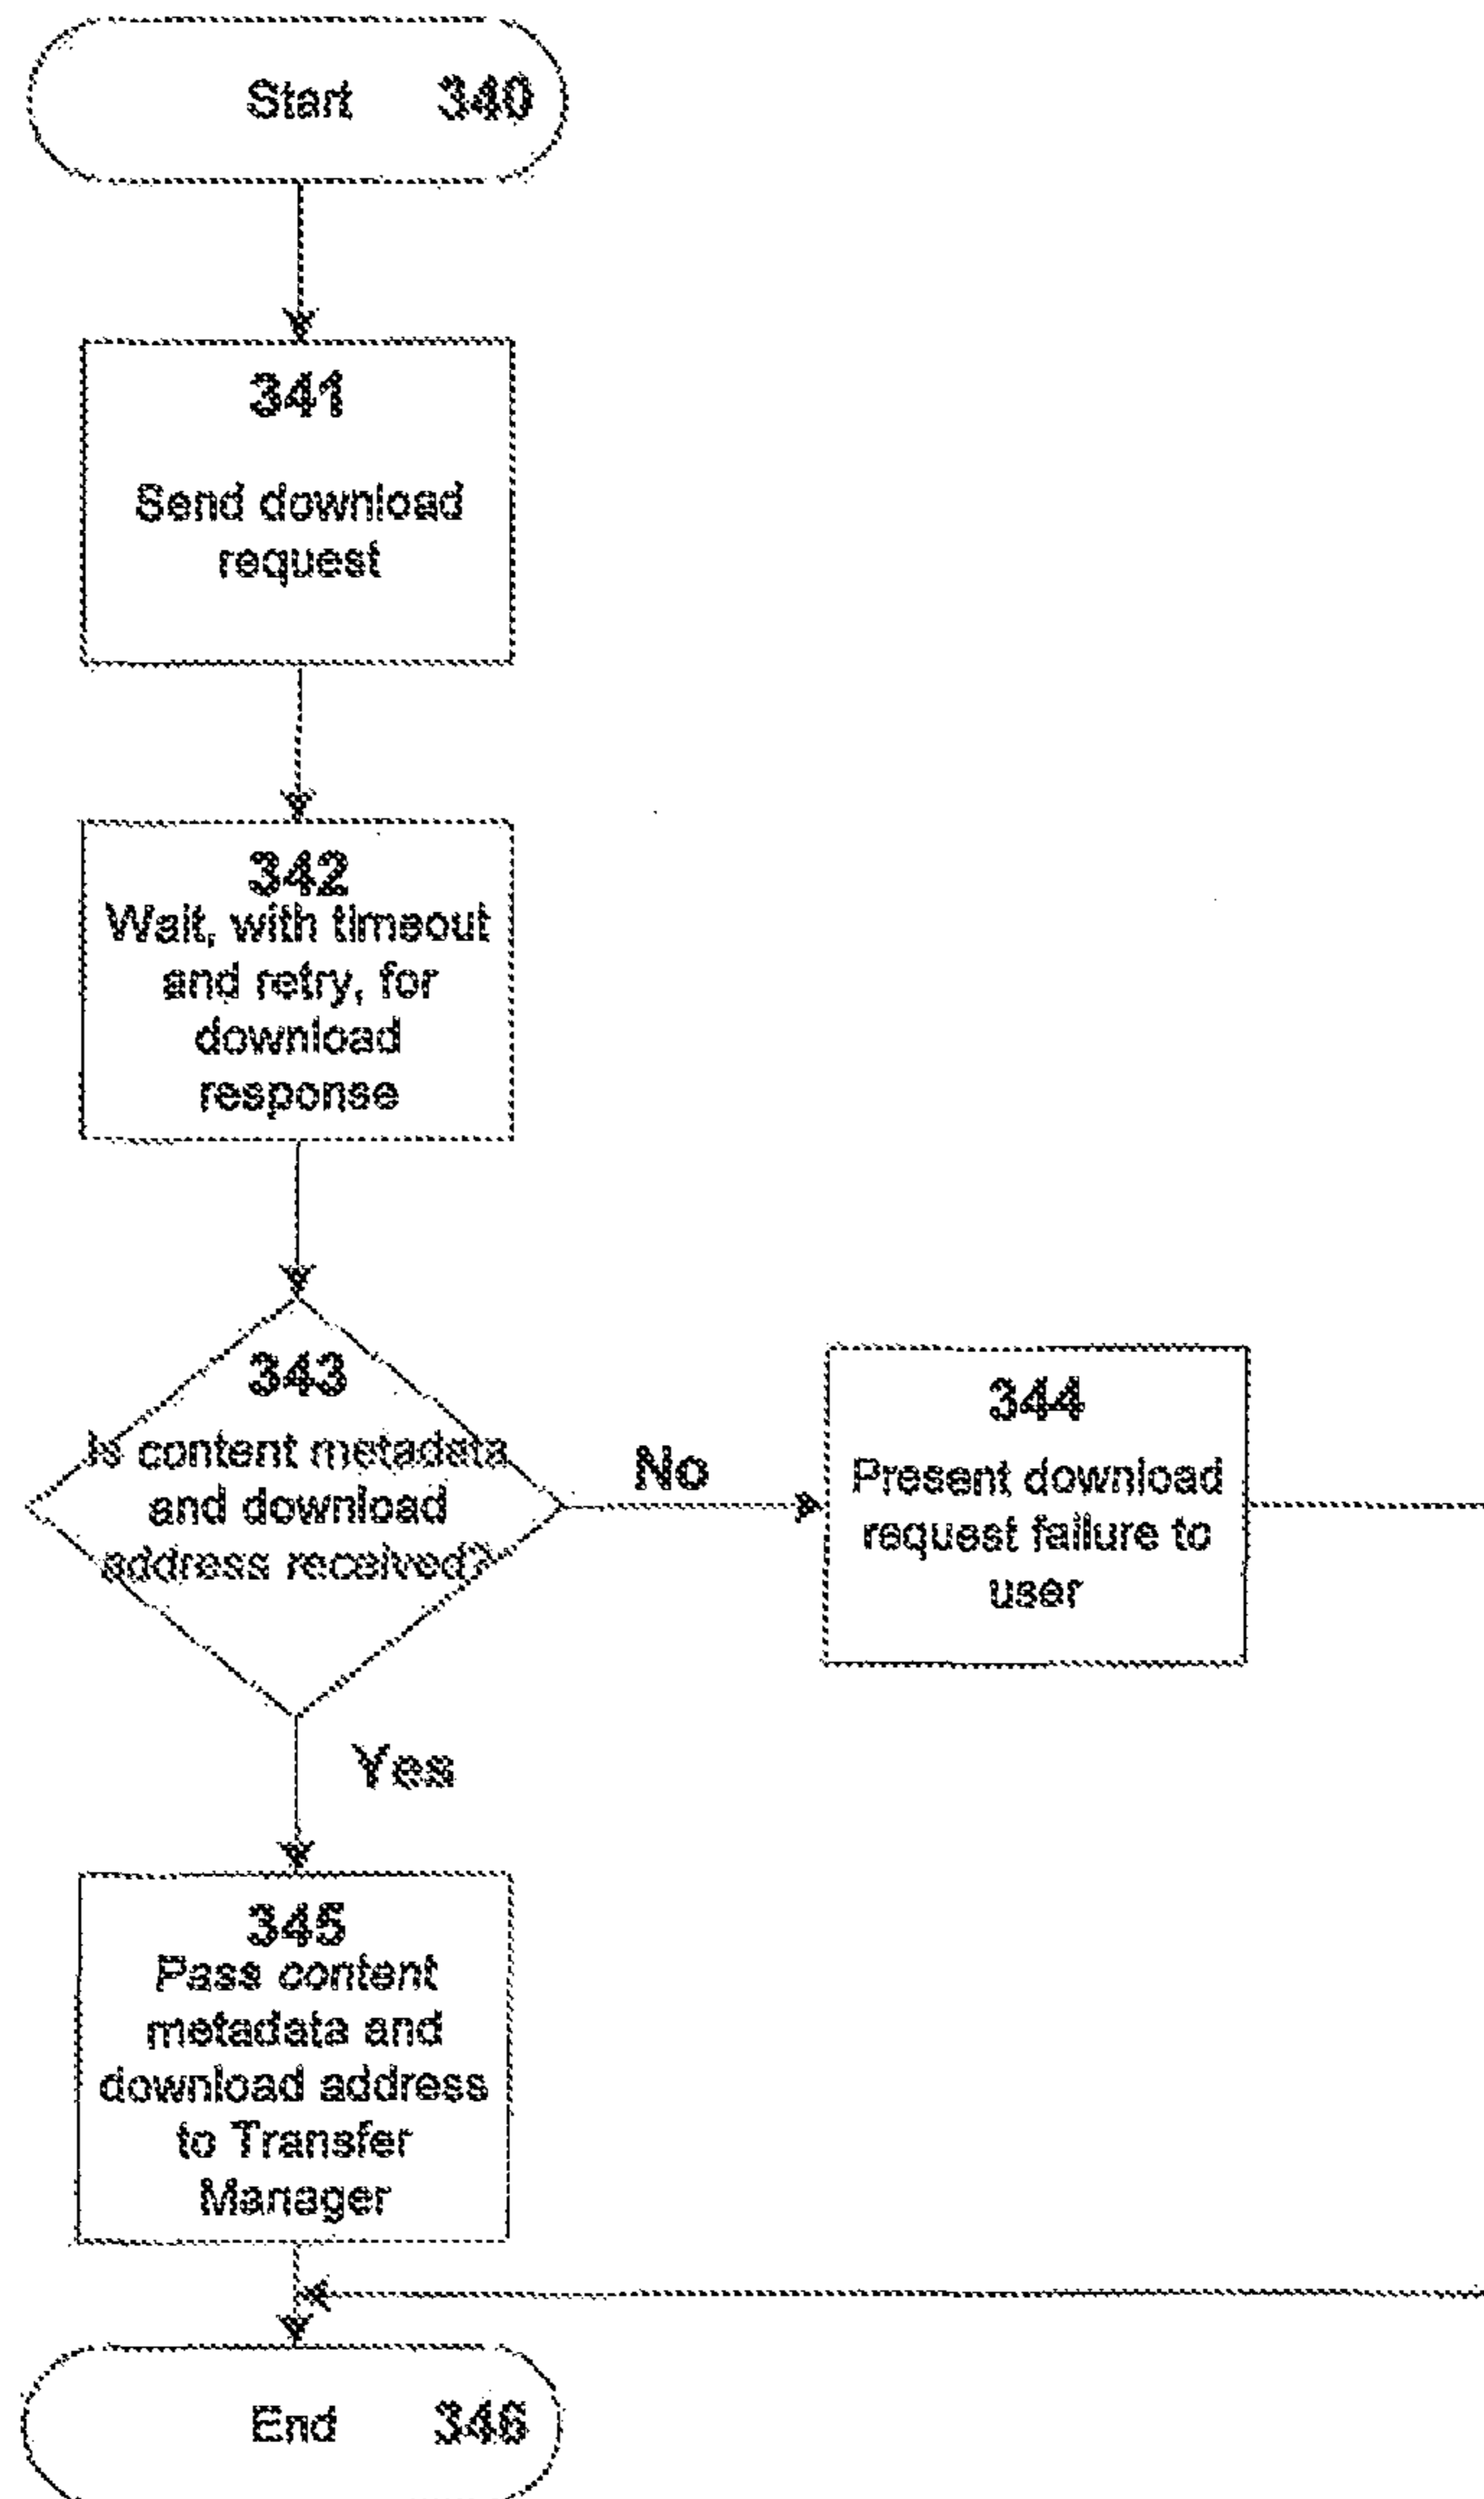 Start 340
341
Send download
request
342
Wait, with timeout
and retry, for
download
response
343
Is content metadata
and download
address received?
No
344
Present download
request failure to
user
Yes
345
Pass content
metadata and
download address
to Transfer
Manager
End 346